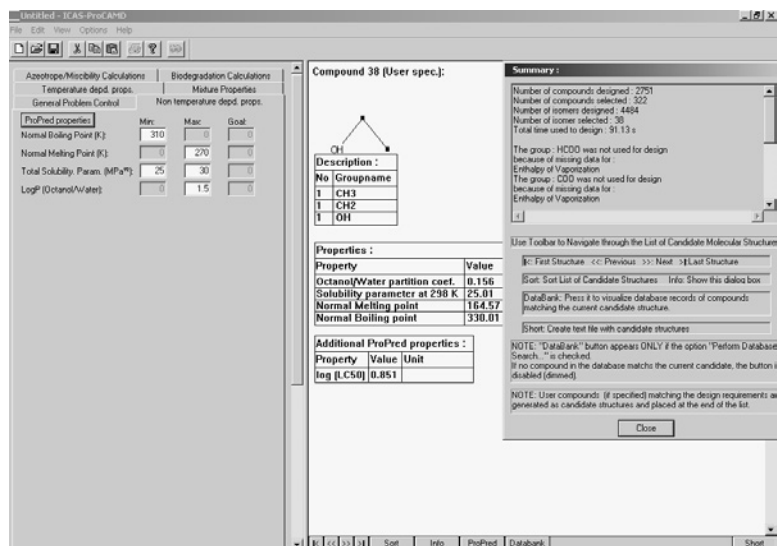 Untitled - ICAS-ProCAMD
File Edit View Options Help
Azeotrope/Miscibility Calculations Biodegradation Calculations
Temperature depd. props. Mixture Properties
General Problem Control Non temperature depd. props.
ProPred properties Min: Max: Goal:
Normal Boiling Point (K): 310 0 0
Normal Melting Point (K): 0 270 0
Total Solubility. Param. (MPa½): 25 30 0
LogP (Octanol/Water): 0 1.5 0
Compound 38 (User spec.):
OH
Description :
No Groupname
1 CH3
1 CH2
1 OH
Properties :
Property Value
Octanol/Water partition coef. 0.156
Solubility parameter at 298 K 25.01
Normal Melting point 164.57
Normal Boiling point 330.01
Additional ProPred properties :
Property Value Unit
log (LC50) 0.851
Summary :
Number of compounds designed : 2751
Number of compounds selected : 322
Number of isomers designed : 4484
Number of isomer selected : 38
Total time used to design : 91.13 s
The group : HCOO was not used for design
because of missing data for :
Enthalpy of Vaporization
The group : COO was not used for design
because of missing data for :
Enthalpy of Vaporization
Use Toolbar to Navigate through the List of Candidate Molecular Structure
|<: First Structure <<: Previous >>: Next >|Last Structure
Sort: Sort List of Candidate Structures Info: Show this dialog box
DataBank: Press it to visualize database records of compounds
matching the current candidate structure.
Short: Create text file with candidate structures
NOTE: "DataBank" button appears ONLY if the option "Perform Database
Search..." is checked.
If no compound in the database matchs the current candidate, the button i
disabled (dimmed).
NOTE: User compounds (if specified) matching the design requirements a
generated as candidate structures and placed at the end of the list.
Close
|< << >> >| Sort Info ProPred Databank Short